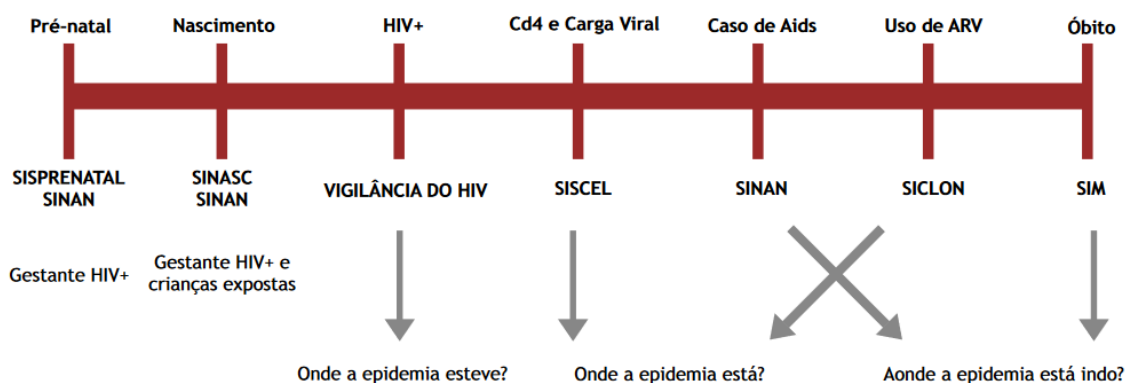 Pré-natal
Nascimento
HIV+
Cd4 e Carga Viral
Caso de Aids
Uso de ARV
Óbito
SISPRENATAL
SINAN
SINASC
SINAN
VIGILÂNCIA DO HIV
SISCEL
SINAN
SICLON
SIM
Gestante HIV+
Gestante HIV+ e
crianças expostas
Onde a epidemia esteve?
Onde a epidemia está?
Aonde a epidemia está indo?